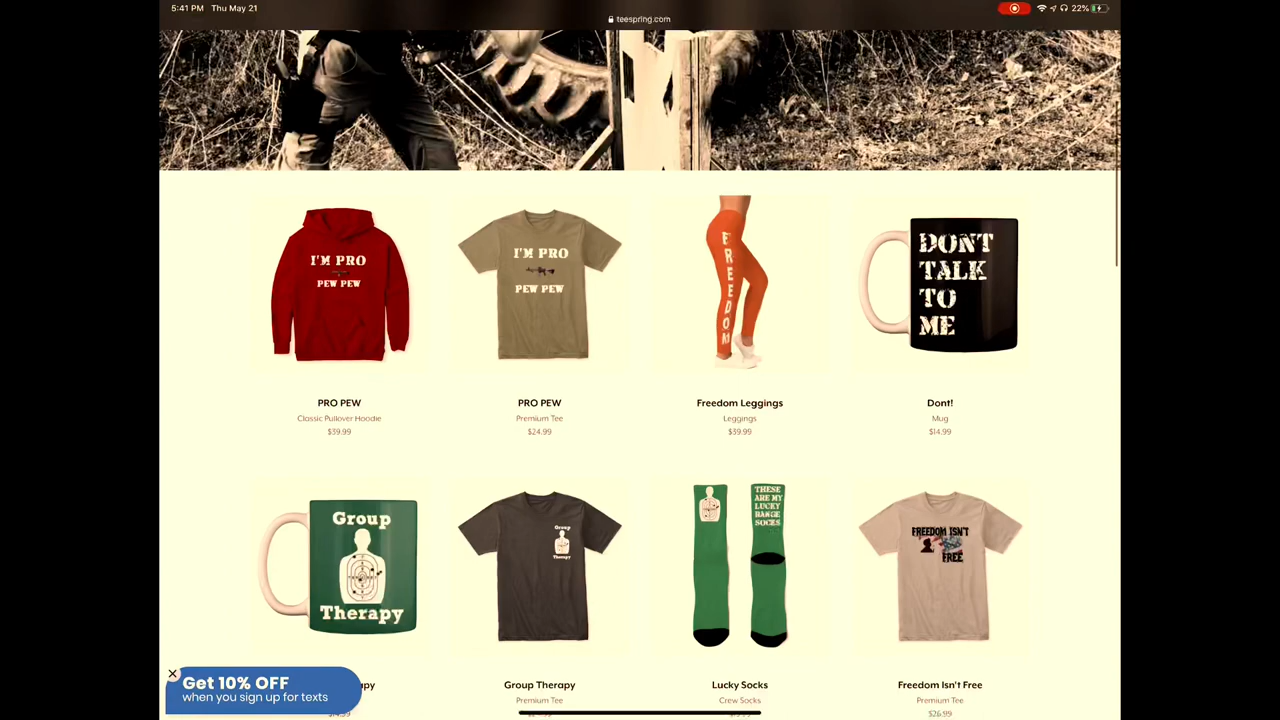 5:41 PM Thu May 21
22%
teespring.com
I'M PRO
PEW PEW
I'M PRO
PEW PEW
FREEDOM
DONT
TALK
TO
ME
PRO PEW
Classic Pullover Hoodie
$39.99
PRO PEW
Premium Tee
$24.99
Freedom Leggings
Leggings
$39.99
Dont!
Mug
$14.99
Group
Therapy
Group
Therapy
THESE
ARE MY
LUCKY
RANGE
SOCKS
FREEDOM ISN'T
FREE
Get 10% OFF
when you sign up for texts
Group Therapy
Premium Tee
Lucky Socks
Crew Socks
Freedom Isn't Free
Premium Tee
$26.99